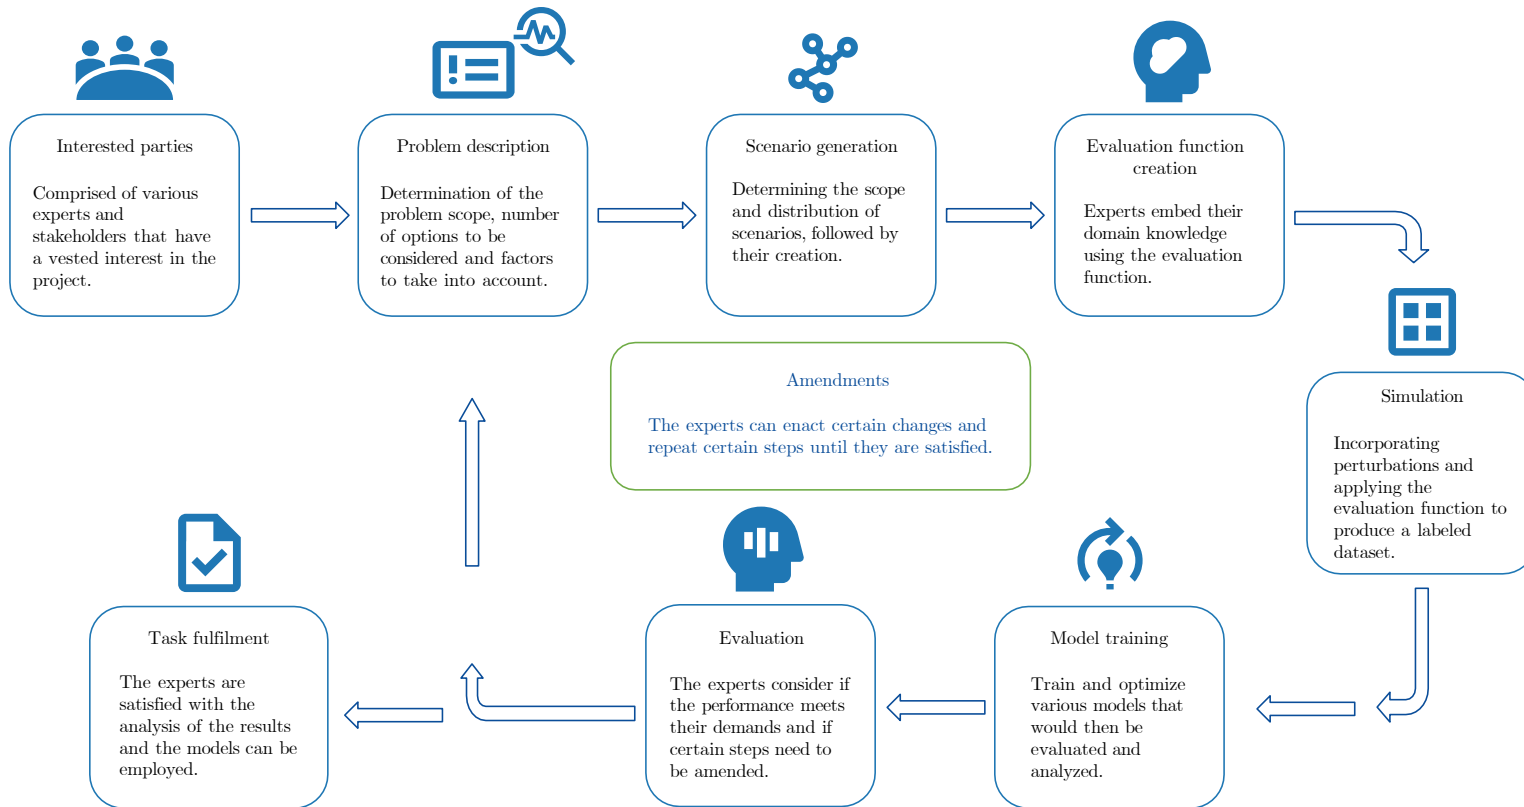 Interested parties
Comprised of various
experts and
stakeholders that have
a vested interest in the
project.
Problem description
Determination of the
problem scope, number
of options to be
considered and factors
to take into account.
Scenario generation
Determining the scope
and distribution of
scenarios, followed by
their creation.
Evaluation function
creation
Experts embed their
domain knowledge
using the evaluation
function.
Simulation
Incorporating
perturbations and
applying the
evaluation function to
produce a labeled
dataset.
Amendments
The experts can enact certain changes and
repeat certain steps until they are satisfied.
Model training
Train and optimize
various models that
would then be
evaluated and
analyzed.
Evaluation
The experts consider if
the performance meets
their demands and if
certain steps need to
be amended.
Task fulfilment
The experts are
satisfied with the
analysis of the results
and the models can be
employed.